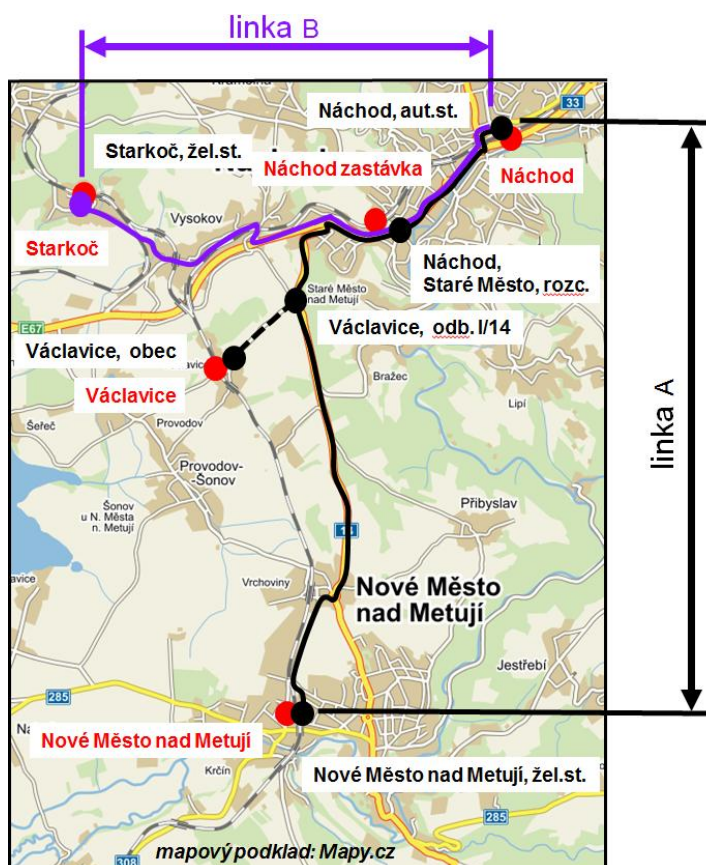 linka B
33
Náchod, aut.st.
Starkoč, žel.st.
Náchod zastávka
Náchod
Vysokov
Starkoč
Náchod,
Staré Město, rozc.
Staré Město
nad Metují
Václavice, odb. I/14
E67
Václavice, obec
Václavice
Bražec
Lipí
Provodov
Šeřeč
Provodov-
-Šonov
linka A
Šonov
u N. Města
n. Metují
Přibyslav
14
Vrchoviny
Nové Město
nad Metují
Jestřebí
285
Nové Město nad Metují
Krčín
Nové Město nad Metují, žel.st.
285
308
mapový podklad: Mapy.cz